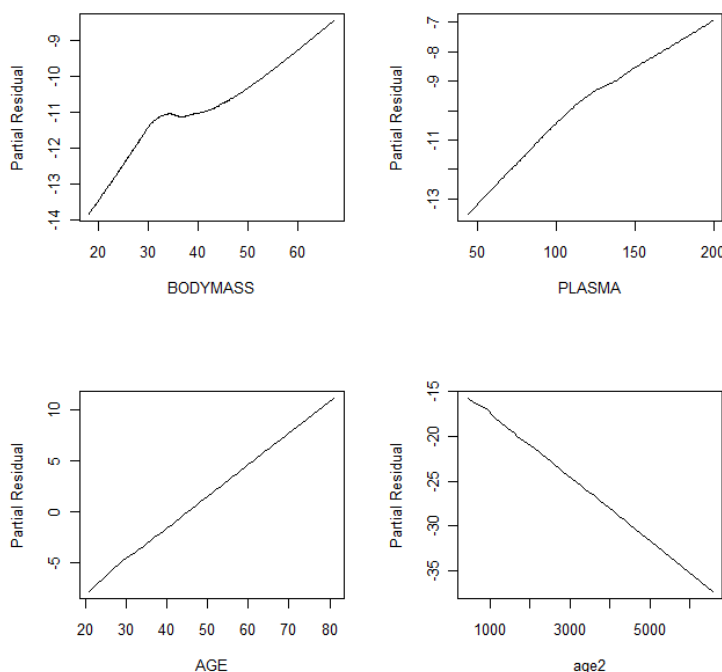 Partial Residual
-14 -13 -12 -11 -10 -9
20 30 40 50 60
BODYMASS
Partial Residual
-13 -11 -9 -7
50 100 150 200
PLASMA
Partial Residual
-5 0 5 10
20 30 40 50 60 70 80
AGE
Partial Residual
-35 -30 -25 -20 -15
1000 3000 5000
age2